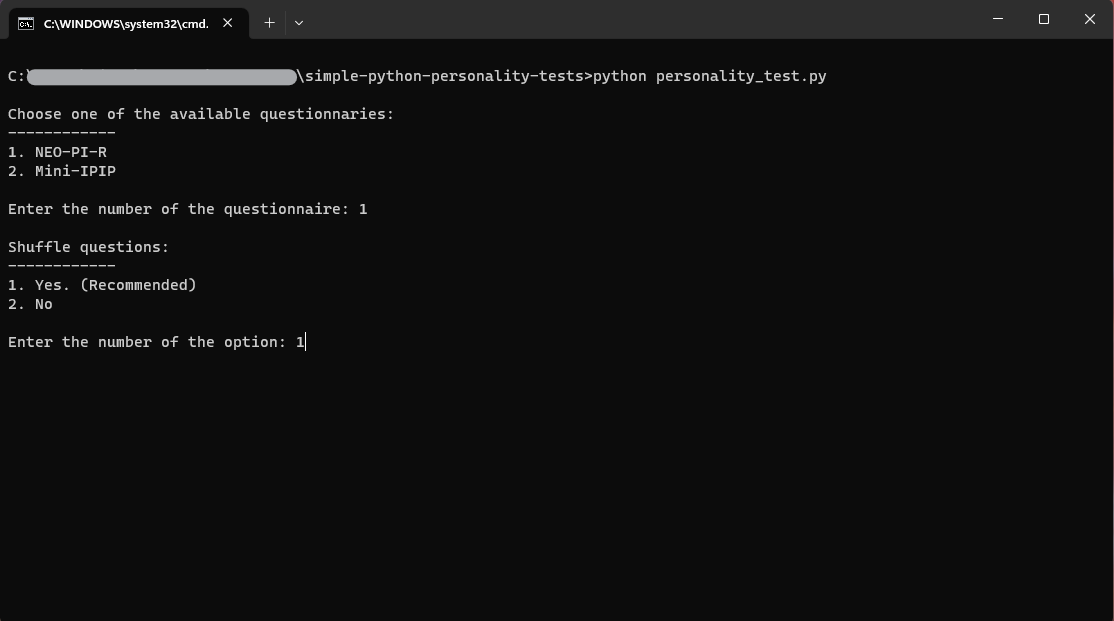 C:\WINDOWS\system32\cmd.
C:\simple-python-personality-tests>python personality_test.py
Choose one of the available questionnaries:
------------
1. NEO-PI-R
2. Mini-IPIP
Enter the number of the questionnaire: 1
Shuffle questions:
------------
1. Yes. (Recommended)
2. No
Enter the number of the option: 1